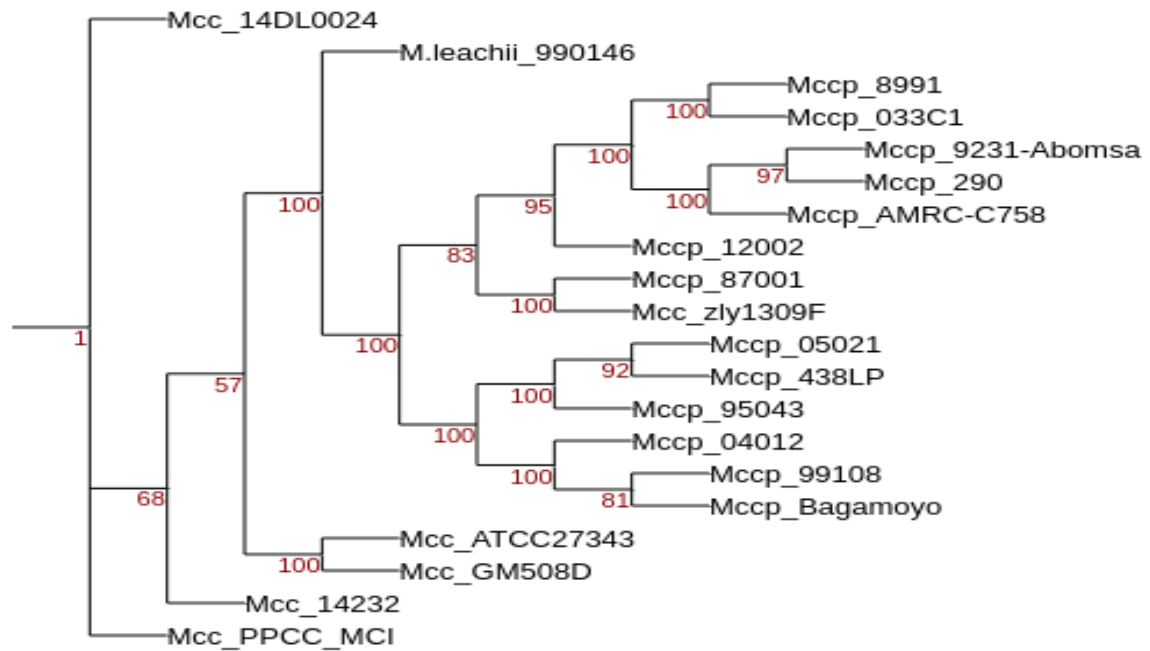 Mcc_14DL0024
M.leachii_990146
Mccp_8991
100
Mccp_033C1
Mccp_9231-Abomsa
100
97
Mccp_290
100
100
95
Mccp_AMRC-C758
Mccp_12002
83
Mccp_87001
100
Mcc_zly1309F
1
100
Mccp_05021
92
57
Mccp_438LP
100
Mccp_95043
100
Mccp_04012
100
Mccp_99108
68
81
Mccp_Bagamoyo
Mcc_ATCC27343
100
Mcc_GM508D
Mcc_14232
Mcc_PPCC_MCI